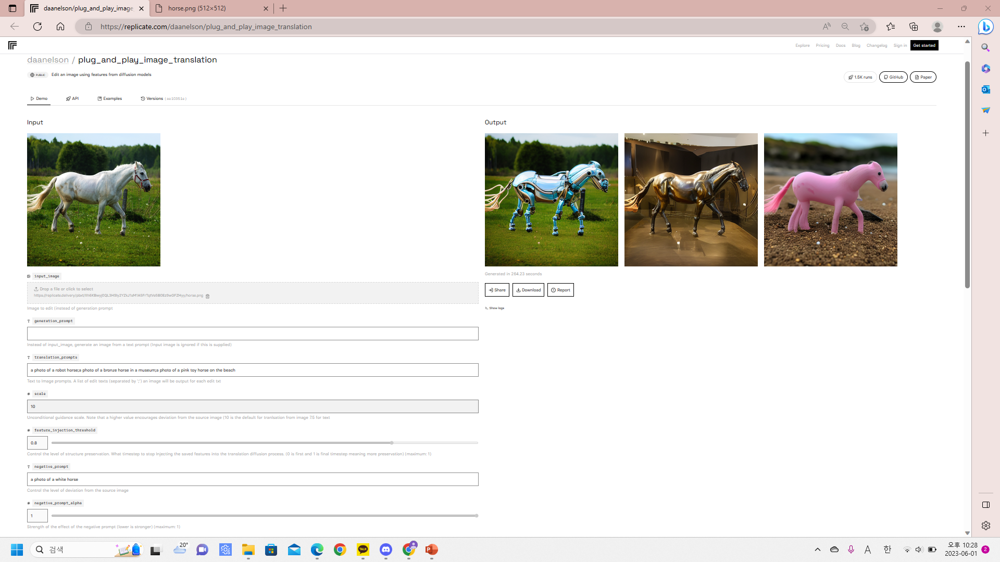 daanelson/plug_and_play_image
horse.png (512×512)
https://replicate.com/daanelson/plug_and_play_image_translation
Explore Pricing Docs Blog Changelog Sign in Get started
daanelson / plug_and_play_image_translation
PUBLIC Edit an image using features from diffusion models
1.5K runs GitHub Paper
Demo API Examples Versions (ae10351e)
Input
Output
input_image
Drop a file or click to select
Image to edit (instead of generation prompt
generation_prompt
Instead of input_image, generate an image from a text prompt (Input image is ignored if this is supplied)
translation_prompts
a photo of a robot horse;a photo of a bronze horse in a museum;a photo of a pink toy horse on the beach
Text to Image prompts. A list of edit texts (separated by ';') an image will be output for each edit txt
scale
10
Unconditional guidance scale. Note that a higher value encourages deviation from the source image (10 is the default for tranlsation from image 7.5 for text
feature_injection_threshold
0.8
Control the level of structure preservation. What timestep to stop injecting the saved features into the translation diffusion process. (0 is first and 1 is final timestep meaning more preservation) (maximum: 1)
negative_prompt
a photo of a white horse
Control the level of deviation from the source image
negative_prompt_alpha
1
Strength of the effect of the negative prompt (lower is stronger) (maximum: 1)
Generated in 264.23 seconds
Share Download Report
Show logs
검색
20°
TALK
A 한
오후 10:28
2023-06-01
2